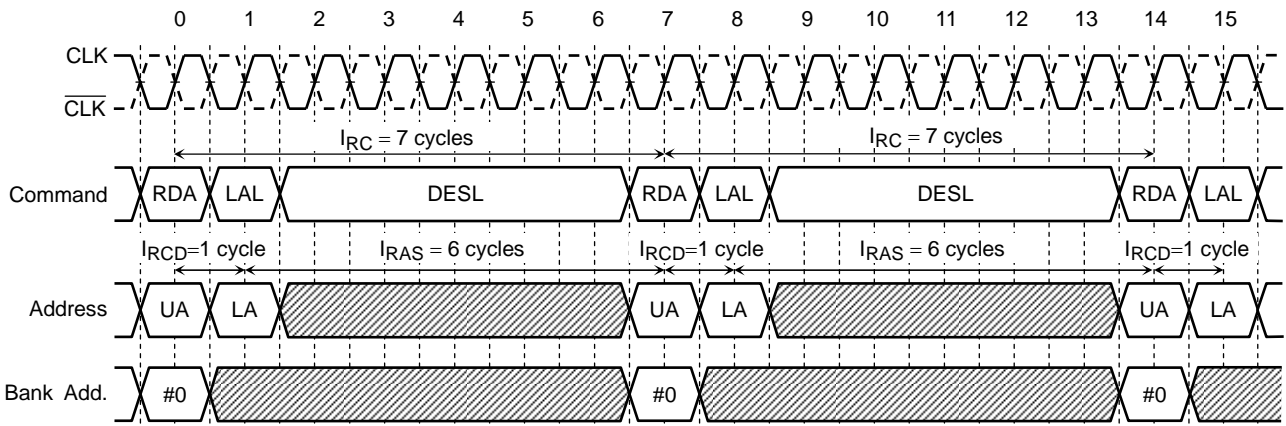 0 1 2 3 4 5 6 7 8 9 10 11 12 13 14 15
CLK
CLK
IRC = 7 cycles IRC = 7 cycles
Command RDA LAL DESL RDA LAL DESL RDA LAL
IRCD=1 cycle IRAS = 6 cycles IRCD=1 cycle IRAS = 6 cycles IRCD=1 cycle
Address UA LA UA LA UA LA
Bank Add. #0 #0 #0